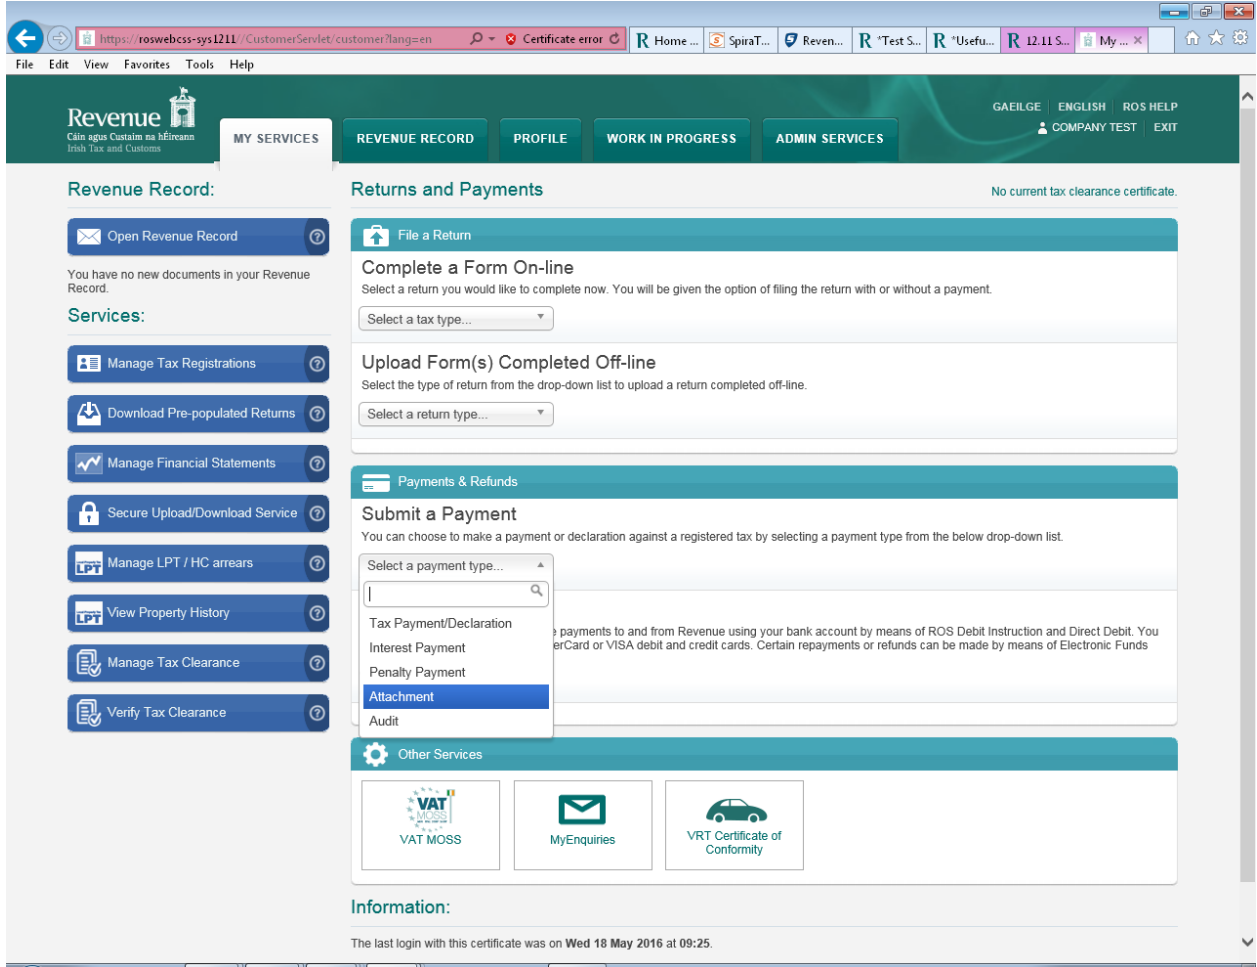 https://roswebcss-sys1211//CustomerServlet/customer?lang=en
Certificate error
Home ...
SpiraT...
Reven...
*Test S...
*Usefu...
12.11 S...
My ...
File Edit View Favorites Tools Help
Revenue
Cáin agus Custaim na hÉireann
Irish Tax and Customs
MY SERVICES
REVENUE RECORD
PROFILE
WORK IN PROGRESS
ADMIN SERVICES
GAEILGE ENGLISH ROS HELP
COMPANY TEST EXIT
Revenue Record:
Open Revenue Record
You have no new documents in your Revenue
Record.
Services:
Manage Tax Registrations
Download Pre-populated Returns
Manage Financial Statements
Secure Upload/Download Service
LPT Manage LPT / HC arrears
LPT View Property History
Manage Tax Clearance
Verify Tax Clearance
Returns and Payments
No current tax clearance certificate.
File a Return
Complete a Form On-line
Select a return you would like to complete now. You will be given the option of filing the return with or without a payment.
Select a tax type...
Upload Form(s) Completed Off-line
Select the type of return from the drop-down list to upload a return completed off-line.
Select a return type...
Payments & Refunds
Submit a Payment
You can choose to make a payment or declaration against a registered tax by selecting a payment type from the below drop-down list.
Select a payment type...
Tax Payment/Declaration
Interest Payment
Penalty Payment
Attachment
Audit
payments to and from Revenue using your bank account by means of ROS Debit Instruction and Direct Debit. You
erCard or VISA debit and credit cards. Certain repayments or refunds can be made by means of Electronic Funds
Other Services
VAT
MOSS
VAT MOSS
MyEnquiries
VRT Certificate of
Conformity
Information:
The last login with this certificate was on Wed 18 May 2016 at 09:25.